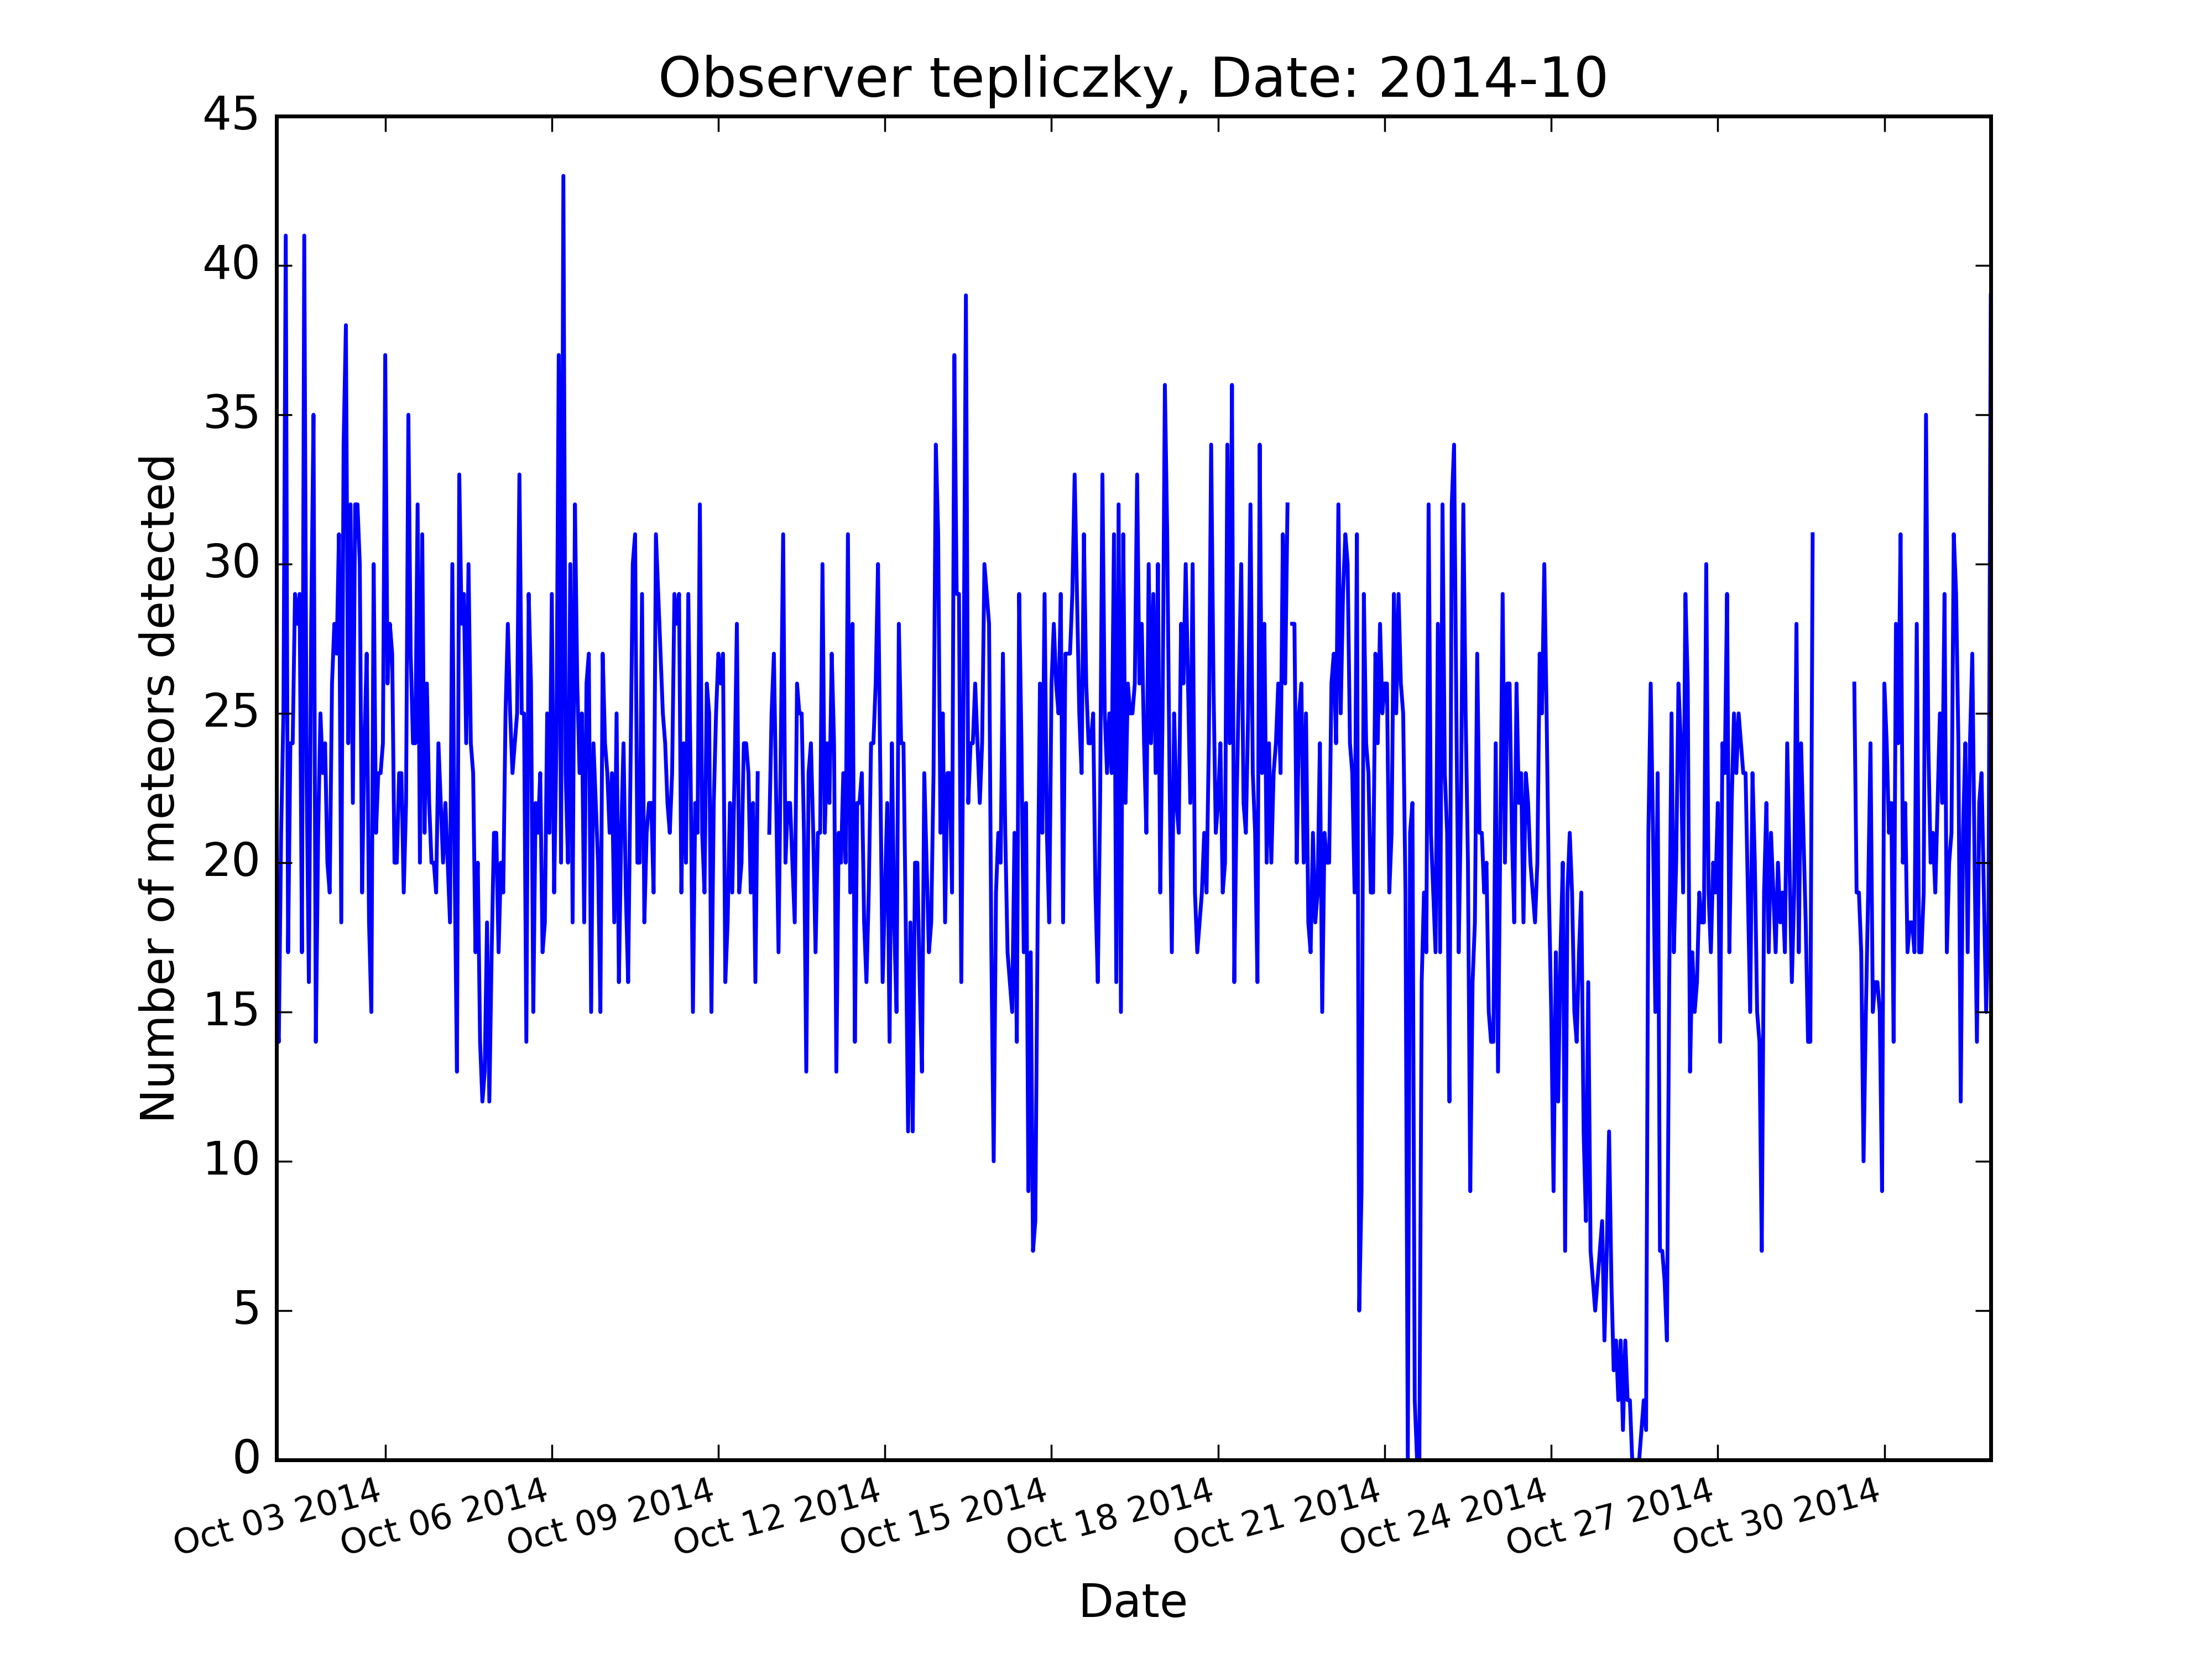 Observer tepliczky, Date: 2014-10
45
40
35
30
25
20
15
10
5
0
Number of meteors detected
Oct 03 2014
Oct 06 2014
Oct 09 2014
Oct 12 2014
Oct 15 2014
Oct 18 2014
Oct 21 2014
Oct 24 2014
Oct 27 2014
Oct 30 2014
Date